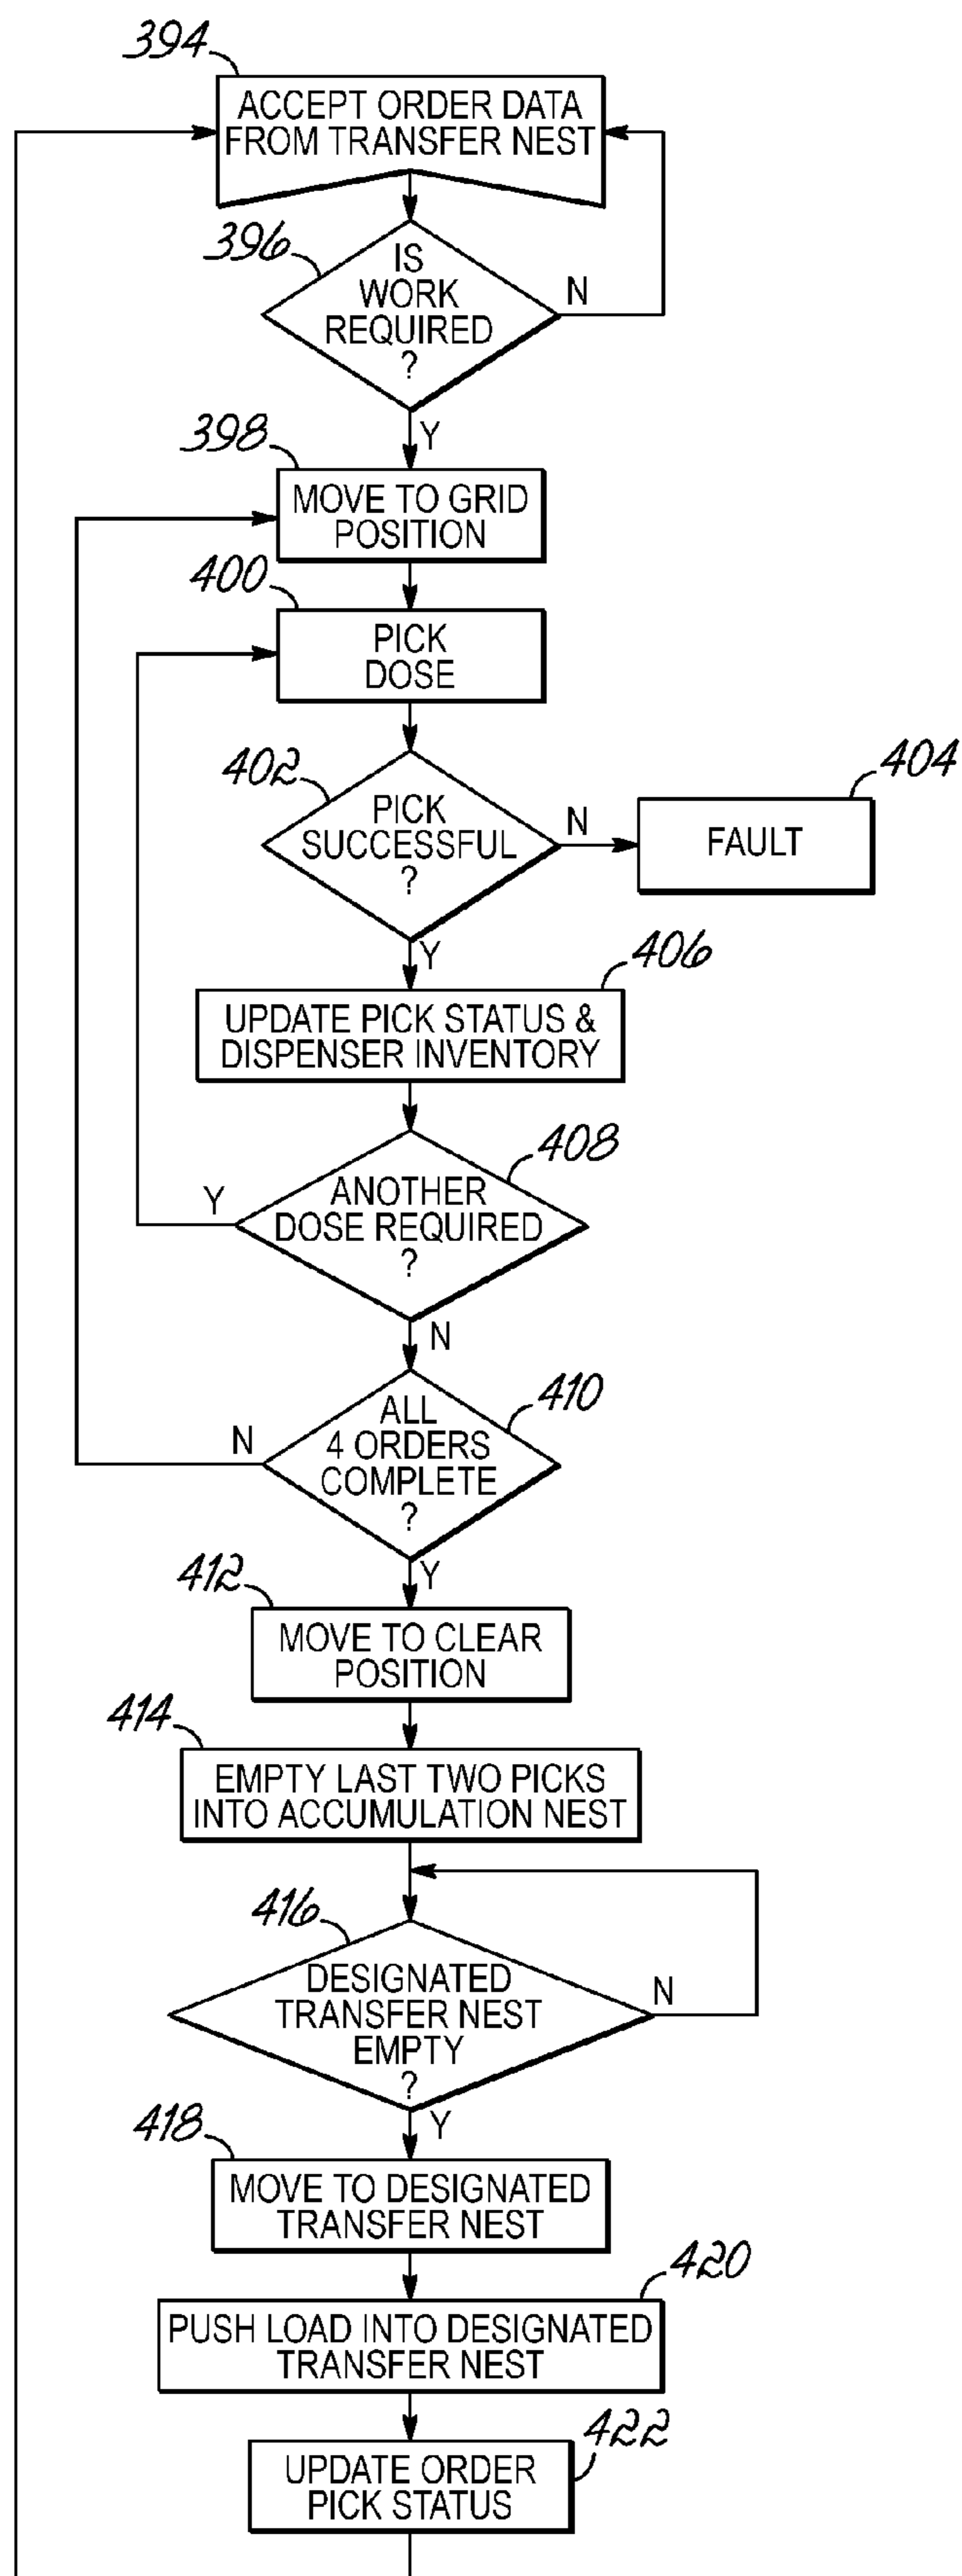 394
ACCEPT ORDER DATA
FROM TRANSFER NEST
396
IS
WORK
REQUIRED
?
N
Y
398
MOVE TO GRID
POSITION
400
PICK
DOSE
402
PICK
SUCCESSFUL
?
N
404
FAULT
Y
406
UPDATE PICK STATUS &
DISPENSER INVENTORY
408
ANOTHER
DOSE REQUIRED
?
Y
N
410
ALL
4 ORDERS
COMPLETE
?
N
Y
412
MOVE TO CLEAR
POSITION
414
EMPTY LAST TWO PICKS
INTO ACCUMULATION NEST
416
DESIGNATED
TRANSFER NEST
EMPTY
?
N
Y
418
MOVE TO DESIGNATED
TRANSFER NEST
420
PUSH LOAD INTO DESIGNATED
TRANSFER NEST
422
UPDATE ORDER
PICK STATUS